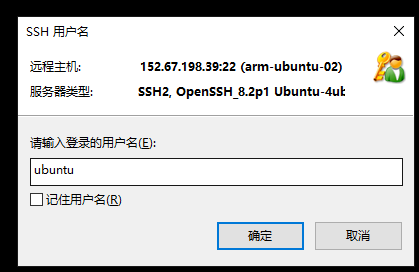 SSH 用户名
远程主机: 152.67.198.39:22 (arm-ubuntu-02)
服务器类型: SSH2, OpenSSH_8.2p1 Ubuntu-4ub
请输入登录的用户名(E):
ubuntu
记住用户名(R)
确定 取消